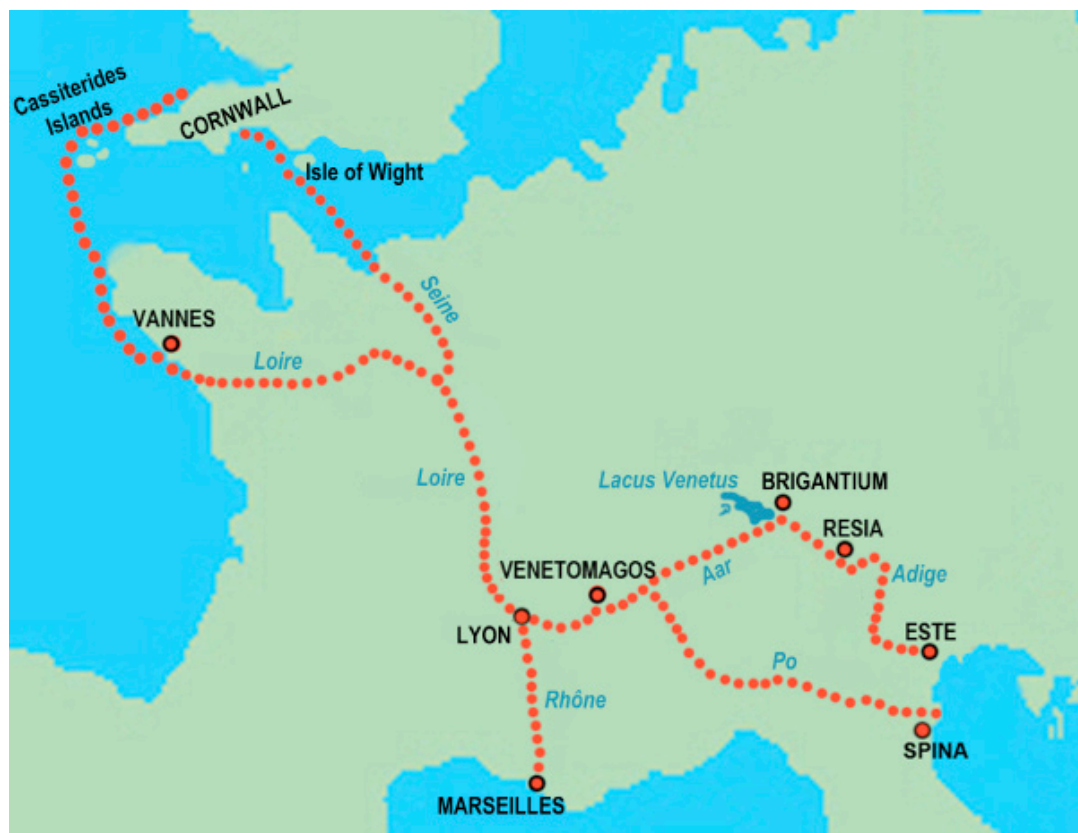 Cassiterides
Islands
CORNWALL
Isle of Wight
Seine
VANNES
Loire
Loire
Lacus Venetus
BRIGANTIUM
RESIA
VENETOMAGOS
Aar
Adige
LYON
ESTE
Po
Rhône
SPINA
MARSEILLES